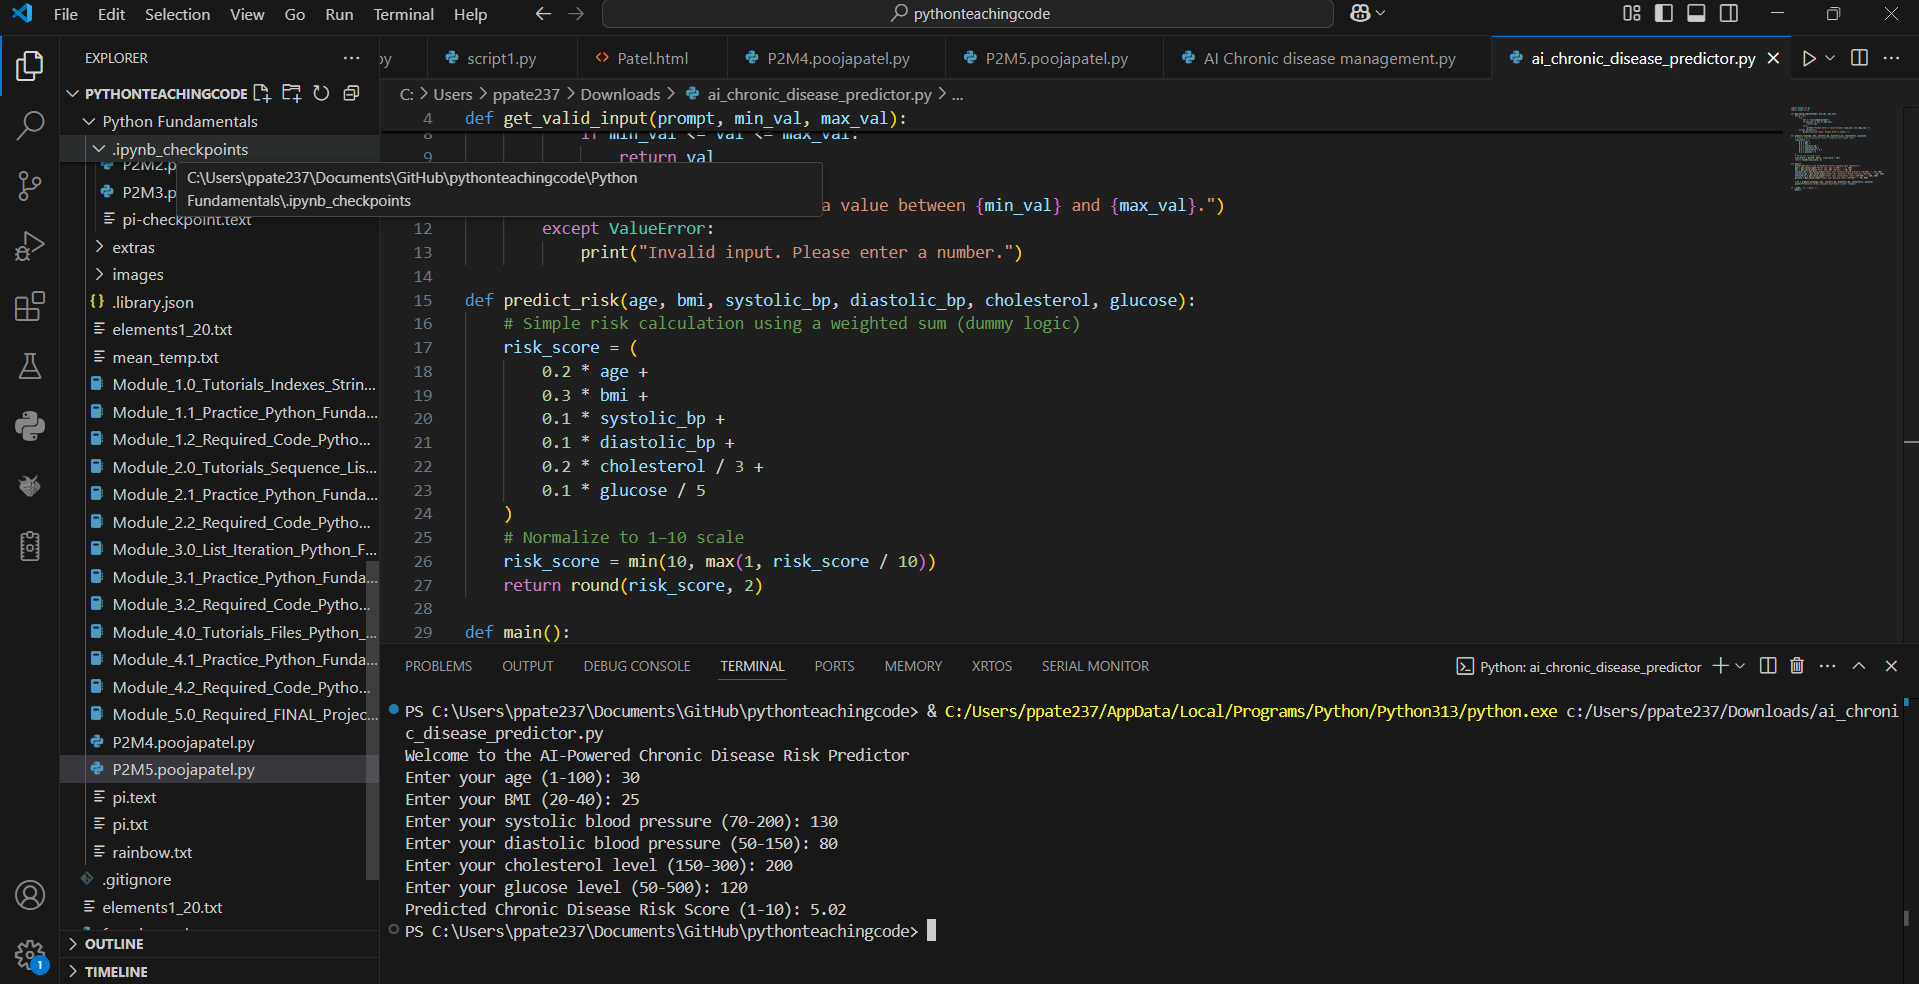 File Edit Selection View Go Run Terminal Help
pythonteachingcode
EXPLORER
py
script1.py
Patel.html
P2M4.poojapatel.py
P2M5.poojapatel.py
AI Chronic disease management.py
ai_chronic_disease_predictor.py
PYTHONTEACHINGCODE
Python Fundamentals
.ipynb_checkpoints
P2M2.p
P2M3.p
pi-checkpoint.text
extras
images
{} .library.json
elements1_20.txt
mean_temp.txt
Module_1.0_Tutorials_Indexes_Strin...
Module_1.1_Practice_Python_Funda...
Module_1.2_Required_Code_Pytho...
Module_2.0_Tutorials_Sequence_Lis...
Module_2.1_Practice_Python_Funda...
Module_2.2_Required_Code_Pytho...
Module_3.0_List_Iteration_Python_F...
Module_3.1_Practice_Python_Funda...
Module_3.2_Required_Code_Pytho...
Module_4.0_Tutorials_Files_Python_...
Module_4.1_Practice_Python_Funda...
Module_4.2_Required_Code_Pytho...
Module_5.0_Required_FINAL_Projec...
P2M4.poojapatel.py
P2M5.poojapatel.py
pi.text
pi.txt
rainbow.txt
.gitignore
elements1_20.txt
OUTLINE
TIMELINE
1
C:\Users\ppate237\Documents\GitHub\pythonteachingcode\Python
Fundamentals\.ipynb_checkpoints
C: > Users > ppate237 > Downloads > ai_chronic_disease_predictor.py > ...
4 def get_valid_input(prompt, min_val, max_val):
8 if min_val <= val <= max_val:
9 return val
a value between {min_val} and {max_val}.")
12 except ValueError:
13 print("Invalid input. Please enter a number.")
14
15 def predict_risk(age, bmi, systolic_bp, diastolic_bp, cholesterol, glucose):
16 # Simple risk calculation using a weighted sum (dummy logic)
17 risk_score = (
18 0.2 * age +
19 0.3 * bmi +
20 0.1 * systolic_bp +
21 0.1 * diastolic_bp +
22 0.2 * cholesterol / 3 +
23 0.1 * glucose / 5
24 )
25 # Normalize to 1–10 scale
26 risk_score = min(10, max(1, risk_score / 10))
27 return round(risk_score, 2)
28
29 def main():
PROBLEMS OUTPUT DEBUG CONSOLE TERMINAL PORTS MEMORY XRTOS SERIAL MONITOR
Python: ai_chronic_disease_predictor
PS C:\Users\ppate237\Documents\GitHub\pythonteachingcode> & C:/Users/ppate237/AppData/Local/Programs/Python/Python313/python.exe c:/Users/ppate237/Downloads/ai_chroni
c_disease_predictor.py
Welcome to the AI-Powered Chronic Disease Risk Predictor
Enter your age (1-100): 30
Enter your BMI (20-40): 25
Enter your systolic blood pressure (70-200): 130
Enter your diastolic blood pressure (50-150): 80
Enter your cholesterol level (150-300): 200
Enter your glucose level (50-500): 120
Predicted Chronic Disease Risk Score (1-10): 5.02
PS C:\Users\ppate237\Documents\GitHub\pythonteachingcode>